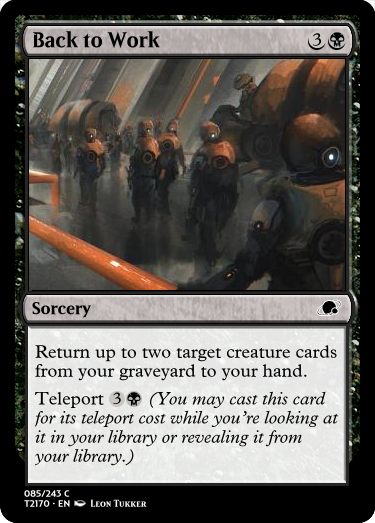 Back to Work 3
Sorcery
Return up to two target creature cards
from your graveyard to your hand.
Teleport 3 (You may cast this card
for its teleport cost while you're looking at
it in your library or revealing it from
your library.)
085/243 C
T2170 · EN Leon Tukker